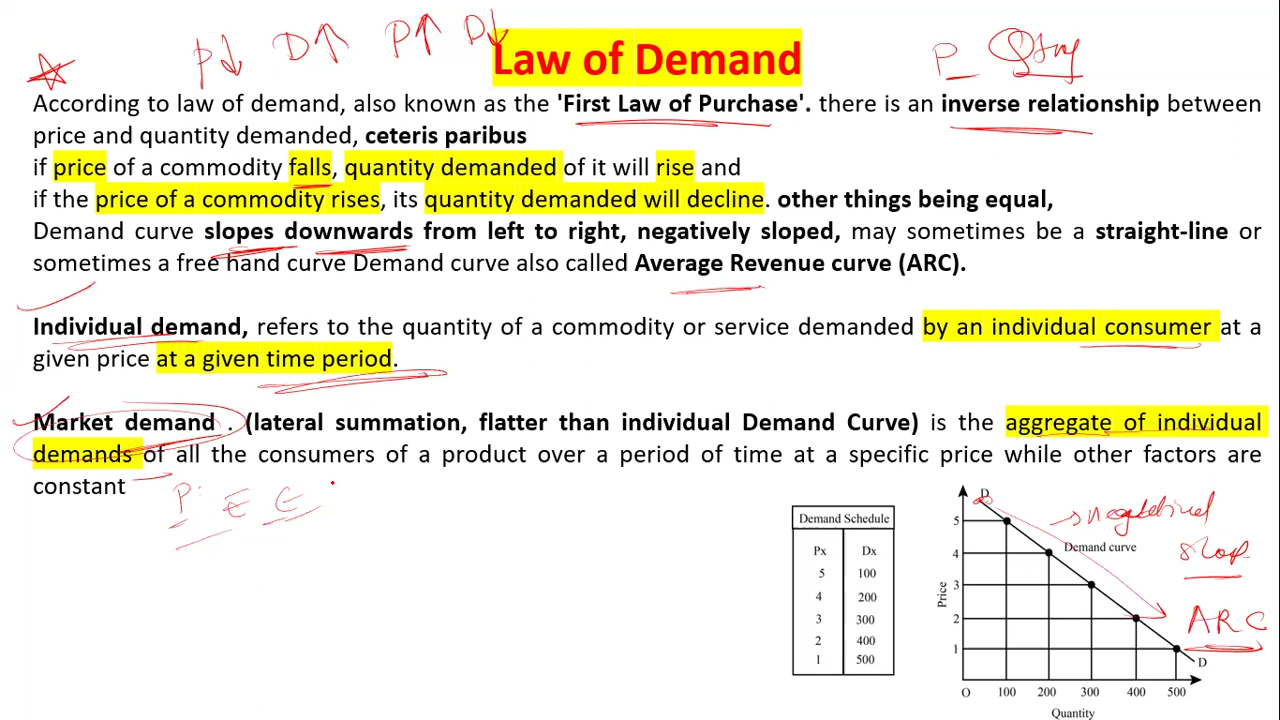 P↓ D↑ P↑ D↓
Law of Demand
P Qty
According to law of demand, also known as the 'First Law of Purchase'. there is an inverse relationship between
price and quantity demanded, ceteris paribus
if price of a commodity falls, quantity demanded of it will rise and
if the price of a commodity rises, its quantity demanded will decline. other things being equal,
Demand curve slopes downwards from left to right, negatively sloped, may sometimes be a straight-line or
sometimes a free hand curve Demand curve also called Average Revenue curve (ARC).
Individual demand, refers to the quantity of a commodity or service demanded by an individual consumer at a
given price at a given time period.
Market demand . (lateral summation, flatter than individual Demand Curve) is the aggregate of individual
demands of all the consumers of a product over a period of time at a specific price while other factors are
constant
P E C
Demand Schedule
Px Dx
5 100
4 200
3 300
2 400
1 500
D
Demand curve
slop
ARC
Price
5
4
3
2
1
D
O 100 200 300 400 500
Quantity